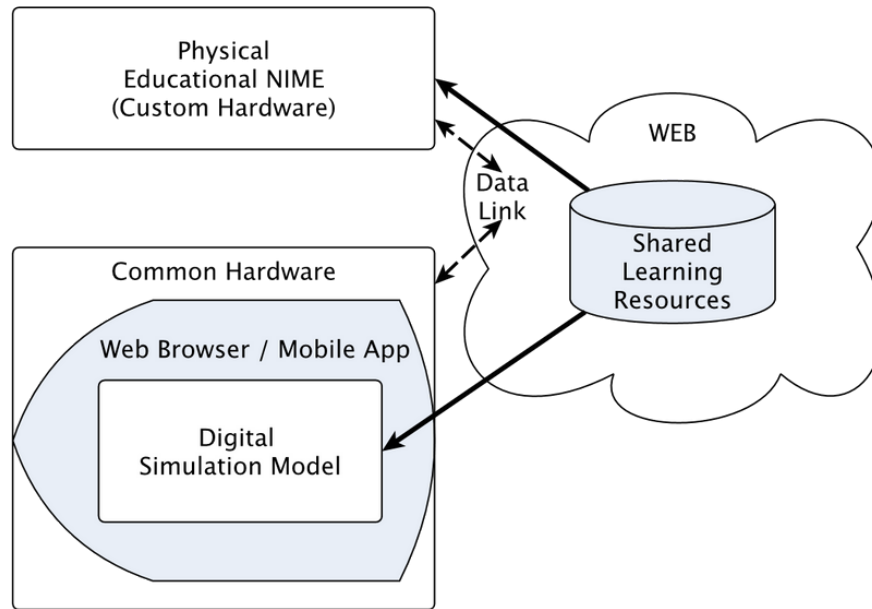 Physical
Educational NIME
(Custom Hardware)
WEB
Data
Link
Shared
Learning
Resources
Common Hardware
Web Browser / Mobile App
Digital
Simulation Model